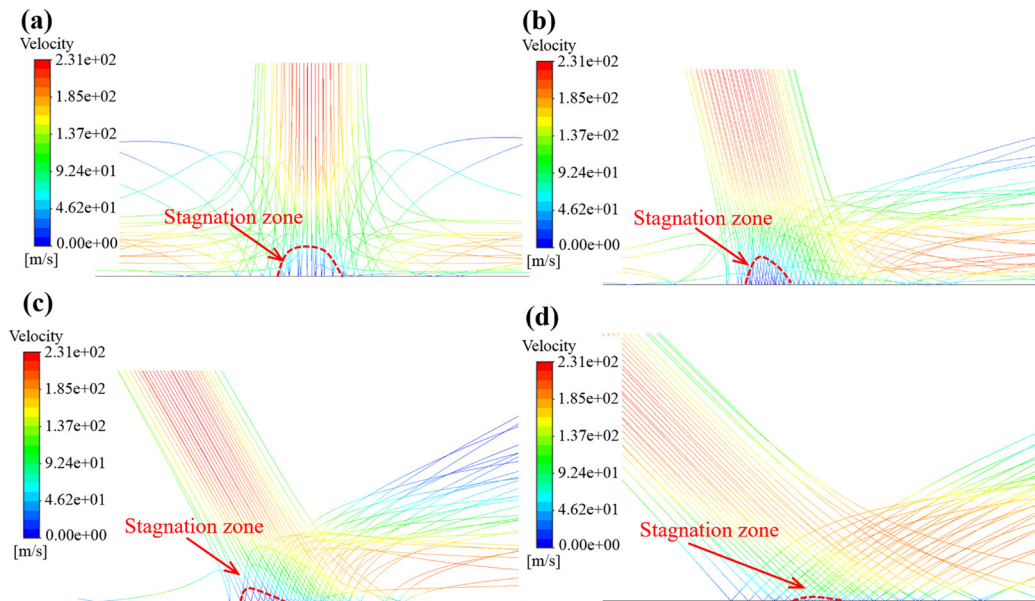 (a)
Velocity
2.31e+02
1.85e+02
1.37e+02
9.24e+01
4.62e+01
0.00e+00
[m/s]
Stagnation zone
(b)
Velocity
2.31e+02
1.85e+02
1.37e+02
9.24e+01
4.62e+01
0.00e+00
[m/s]
Stagnation zone
(c)
Velocity
2.31e+02
1.85e+02
1.37e+02
9.24e+01
4.62e+01
0.00e+00
[m/s]
Stagnation zone
(d)
Velocity
2.31e+02
1.85e+02
1.37e+02
9.24e+01
4.62e+01
0.00e+00
[m/s]
Stagnation zone